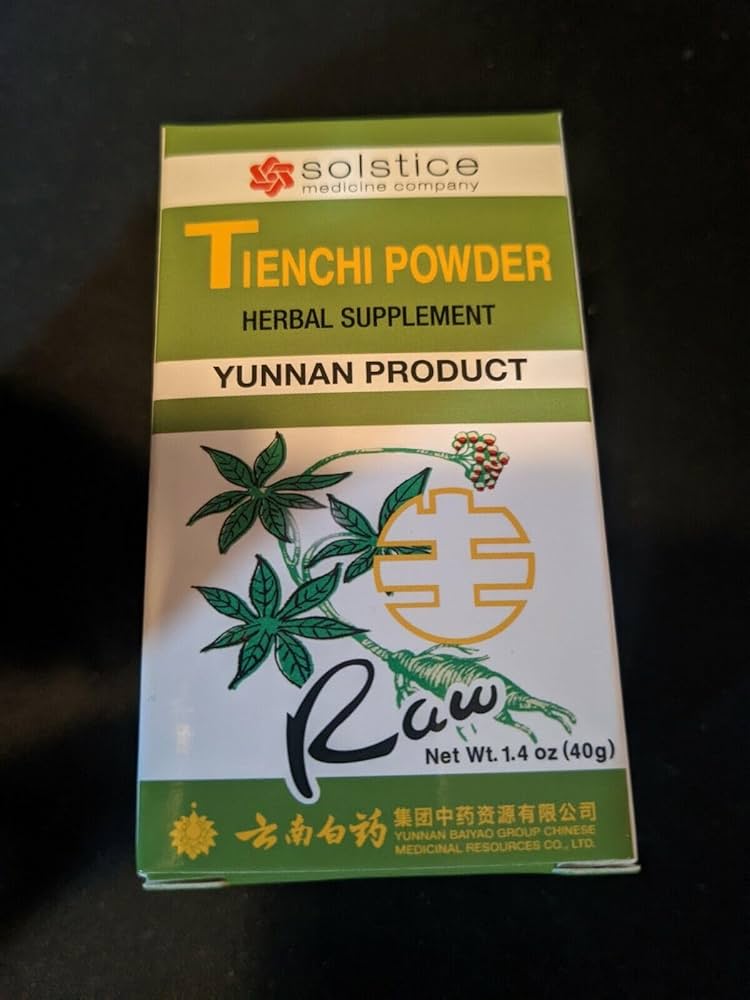 solstice
medicine company
TIENCHI POWDER
HERBAL SUPPLEMENT
YUNNAN PRODUCT
生
Raw
Net Wt. 1.4 oz (40g)
云南白药 集团中药资源有限公司
YUNNAN BAIYAO GROUP CHINESE
MEDICINAL RESOURCES CO., LTD.